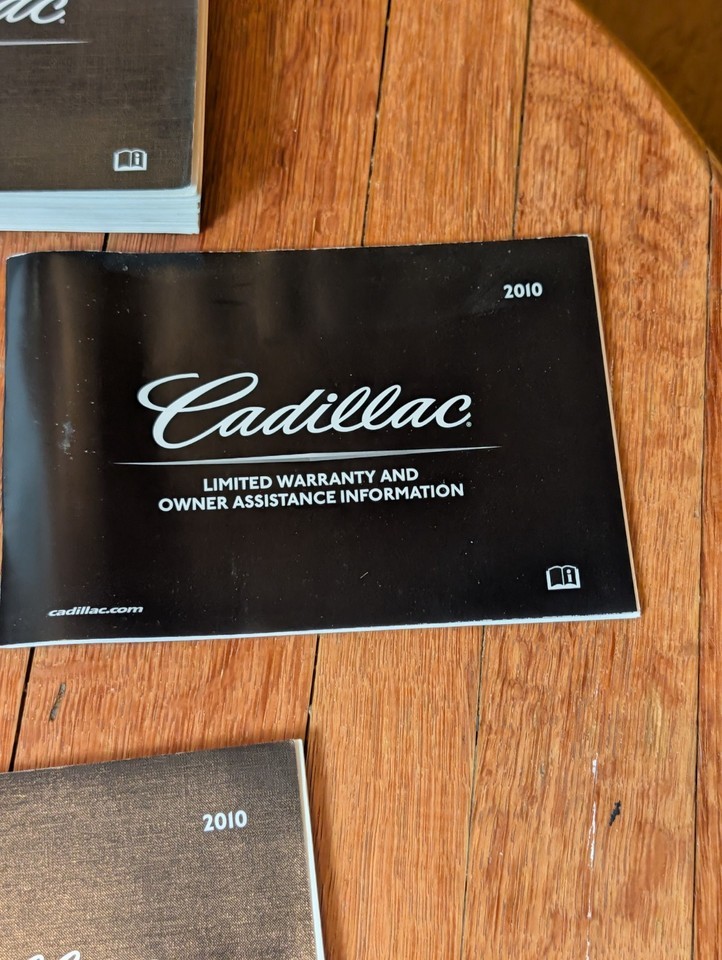 2010
Cadillac
LIMITED WARRANTY AND
OWNER ASSISTANCE INFORMATION
cadillac.com
2010